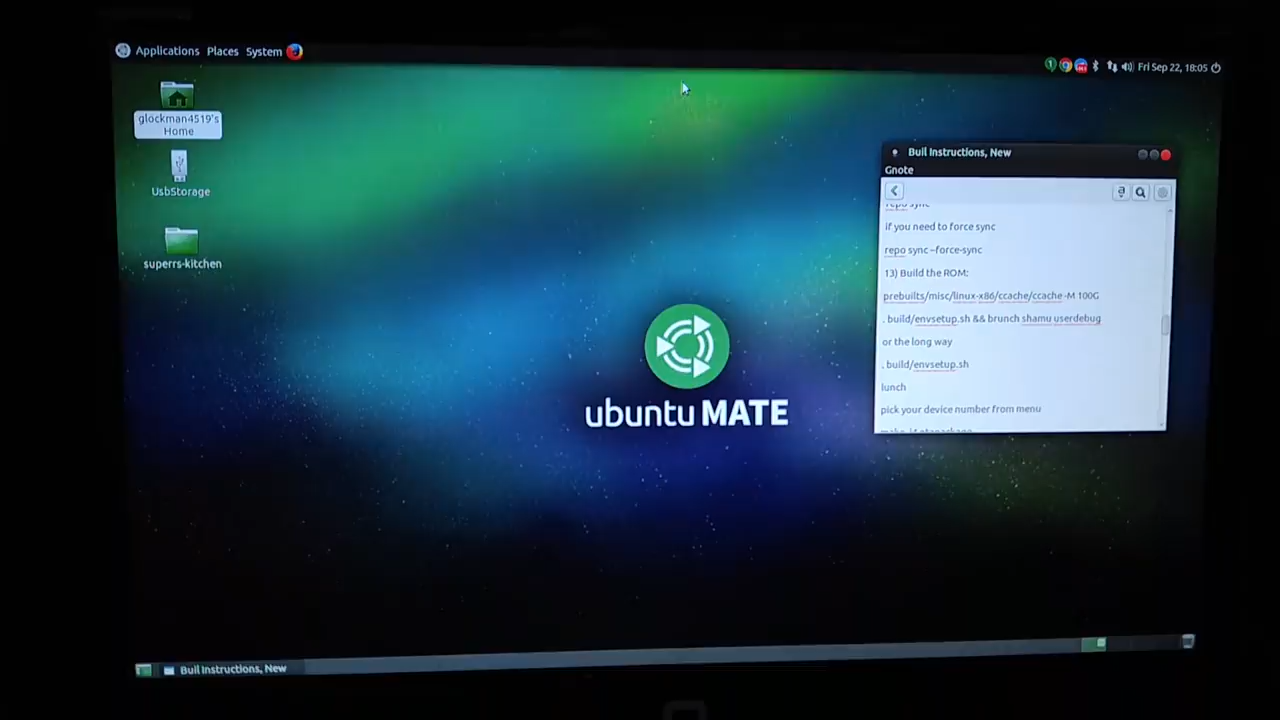 Applications Places System
Fri Sep 22, 18:05
glockman4519's
Home
UsbStorage
superrs-kitchen
ubuntu MATE
Buil Instructions, New
Gnote
repo sync
if you need to force sync
repo sync –force-sync
13) Build the ROM:
prebuilts/misc/linux-x86/ccache/ccache -M 100G
. build/envsetup.sh && brunch shamu userdebug
or the long way
. build/envsetup.sh
lunch
pick your device number from menu
Buil Instructions, New